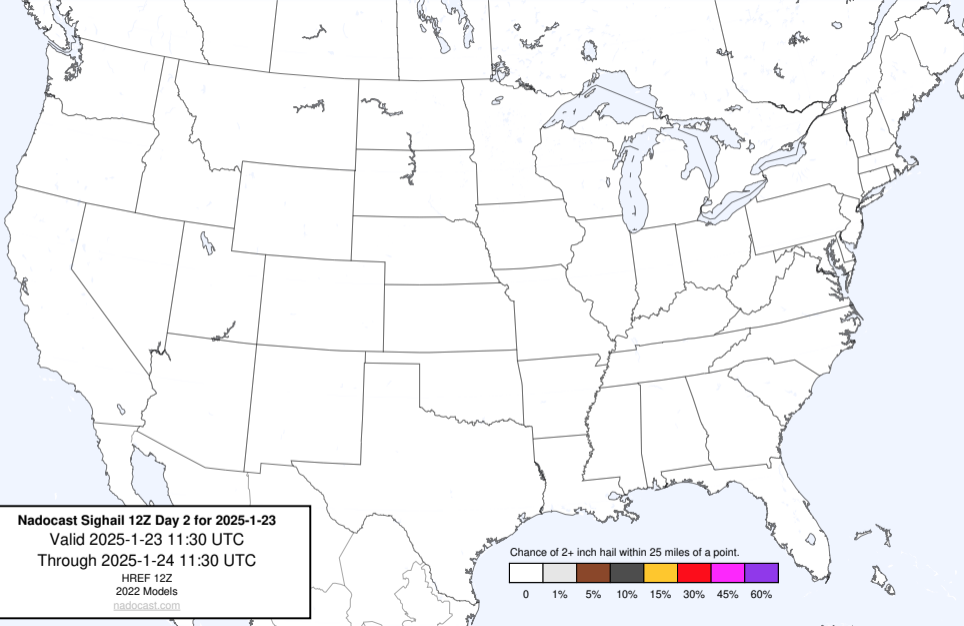 Nadocast Sighail 12Z Day 2 for 2025-1-23
Valid 2025-1-23 11:30 UTC
Through 2025-1-24 11:30 UTC
HREF 12Z
2022 Models
nadocast.com
Chance of 2+ inch hail within 25 miles of a point.
0 1% 5% 10% 15% 30% 45% 60%